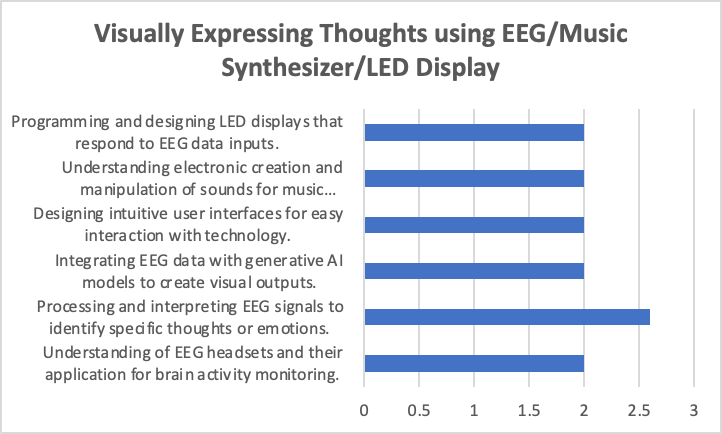 Visually Expressing Thoughts using EEG/Music
Synthesizer/LED Display
Programming and designing LED displays that
respond to EEG data inputs.
Understanding electronic creation and
manipulation of sounds for music...
Designing intuitive user interfaces for easy
interaction with technology.
Integrating EEG data with generative AI
models to create visual outputs.
Processing and interpreting EEG signals to
identify specific thoughts or emotions.
Understanding of EEG headsets and their
application for brain activity monitoring.
0 0.5 1 1.5 2 2.5 3